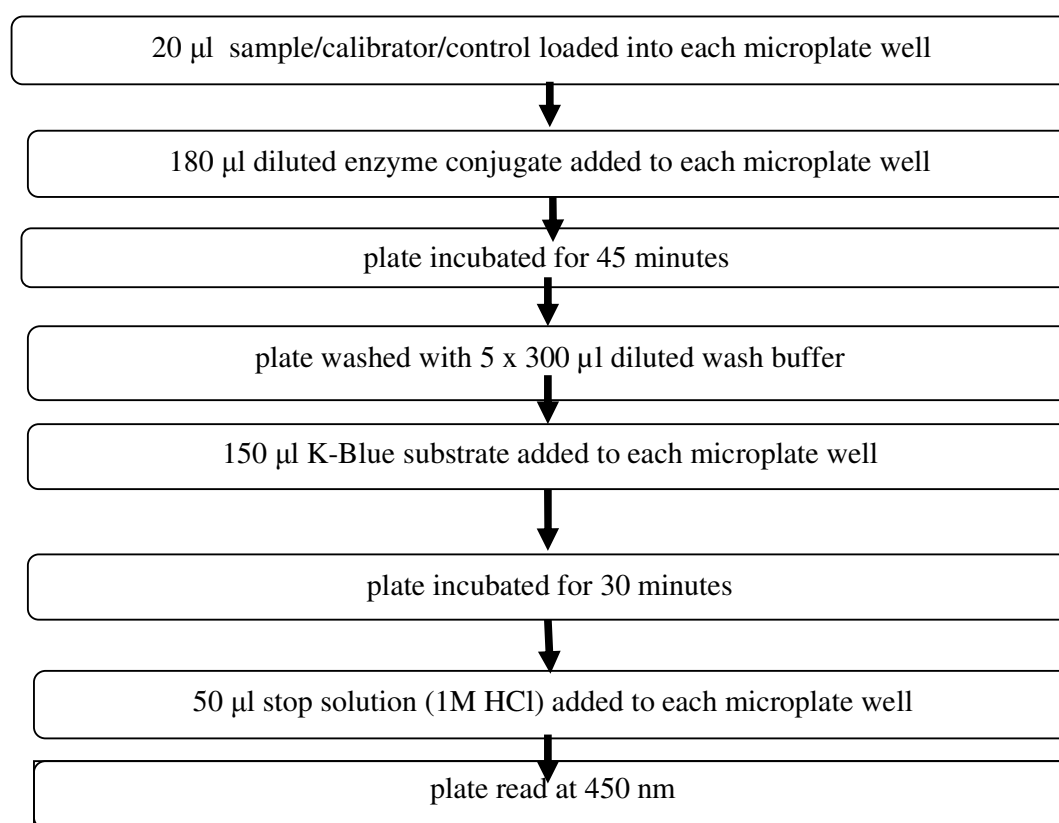 20 µl sample/calibrator/control loaded into each microplate well
180 µl diluted enzyme conjugate added to each microplate well
plate incubated for 45 minutes
plate washed with 5 x 300 µl diluted wash buffer
150 µl K-Blue substrate added to each microplate well
plate incubated for 30 minutes
50 µl stop solution (1M HCl) added to each microplate well
plate read at 450 nm